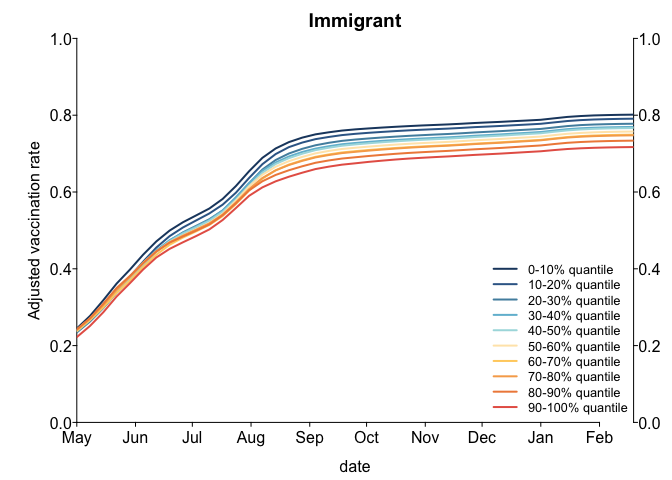 Immigrant
Adjusted vaccination rate
1.0 1.0
0.8 0.8
0.6 0.6
0.4 0.4
0.2 0.2
0.0 0.0
0-10% quantile
10-20% quantile
20-30% quantile
30-40% quantile
40-50% quantile
50-60% quantile
60-70% quantile
70-80% quantile
80-90% quantile
90-100% quantile
May Jun Jul Aug Sep Oct Nov Dec Jan Feb
date